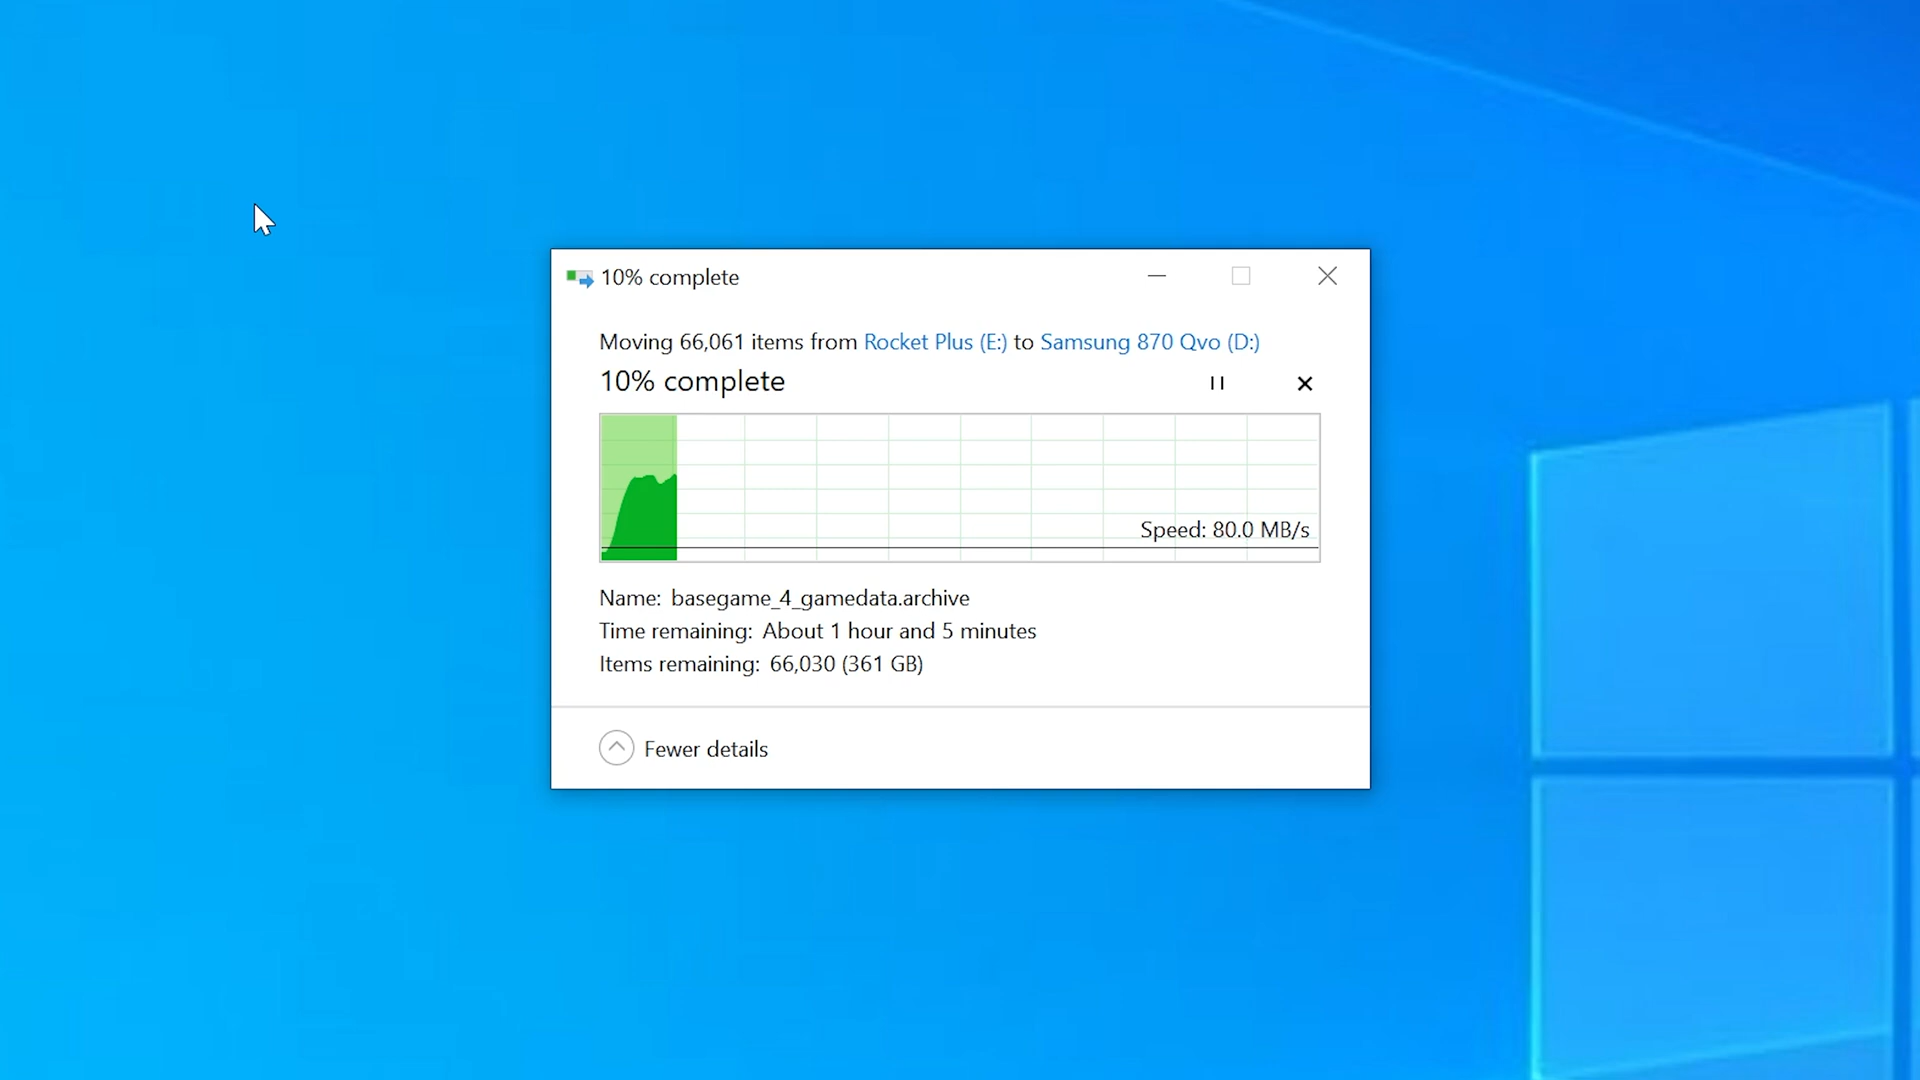 10% complete
Moving 66,061 items from Rocket Plus (E:) to Samsung 870 Qvo (D:)
10% complete
Speed: 80.0 MB/s
Name: basegame_4_gamedata.archive
Time remaining: About 1 hour and 5 minutes
Items remaining: 66,030 (361 GB)
Fewer details